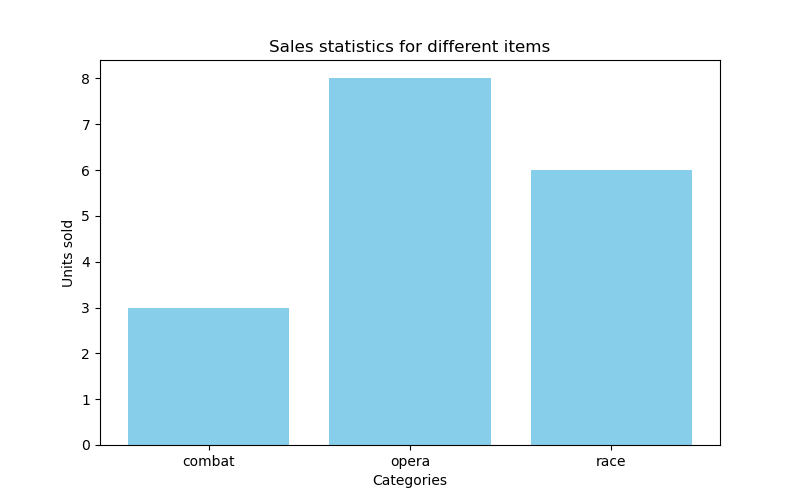 Sales statistics for different items
Units sold
8
7
6
5
4
3
2
1
0
combat opera race
Categories